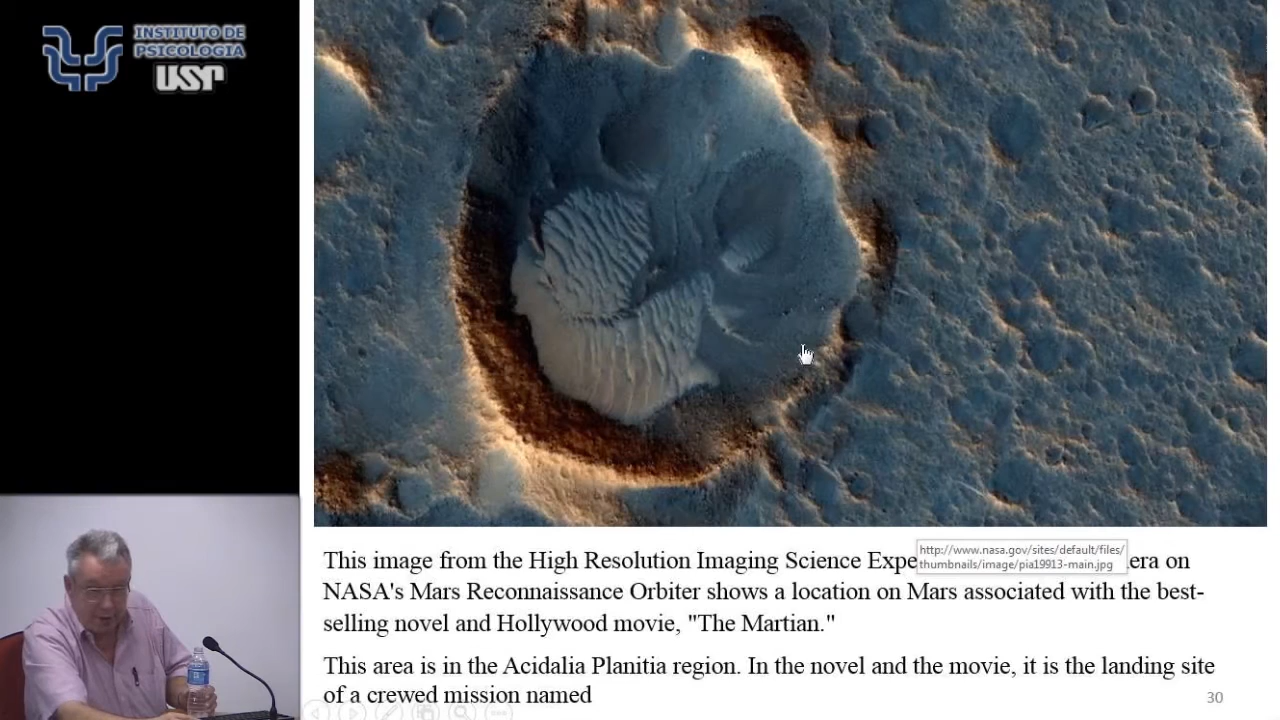 INSTITUTO DE
PSICOLOGIA
USP
This image from the High Resolution Imaging Science Expe era on
http://www.nasa.gov/sites/default/files/
thumbnails/image/pia19913-main.jpg
NASA's Mars Reconnaissance Orbiter shows a location on Mars associated with the best-
selling novel and Hollywood movie, "The Martian."
This area is in the Acidalia Planitia region. In the novel and the movie, it is the landing site
of a crewed mission named
30